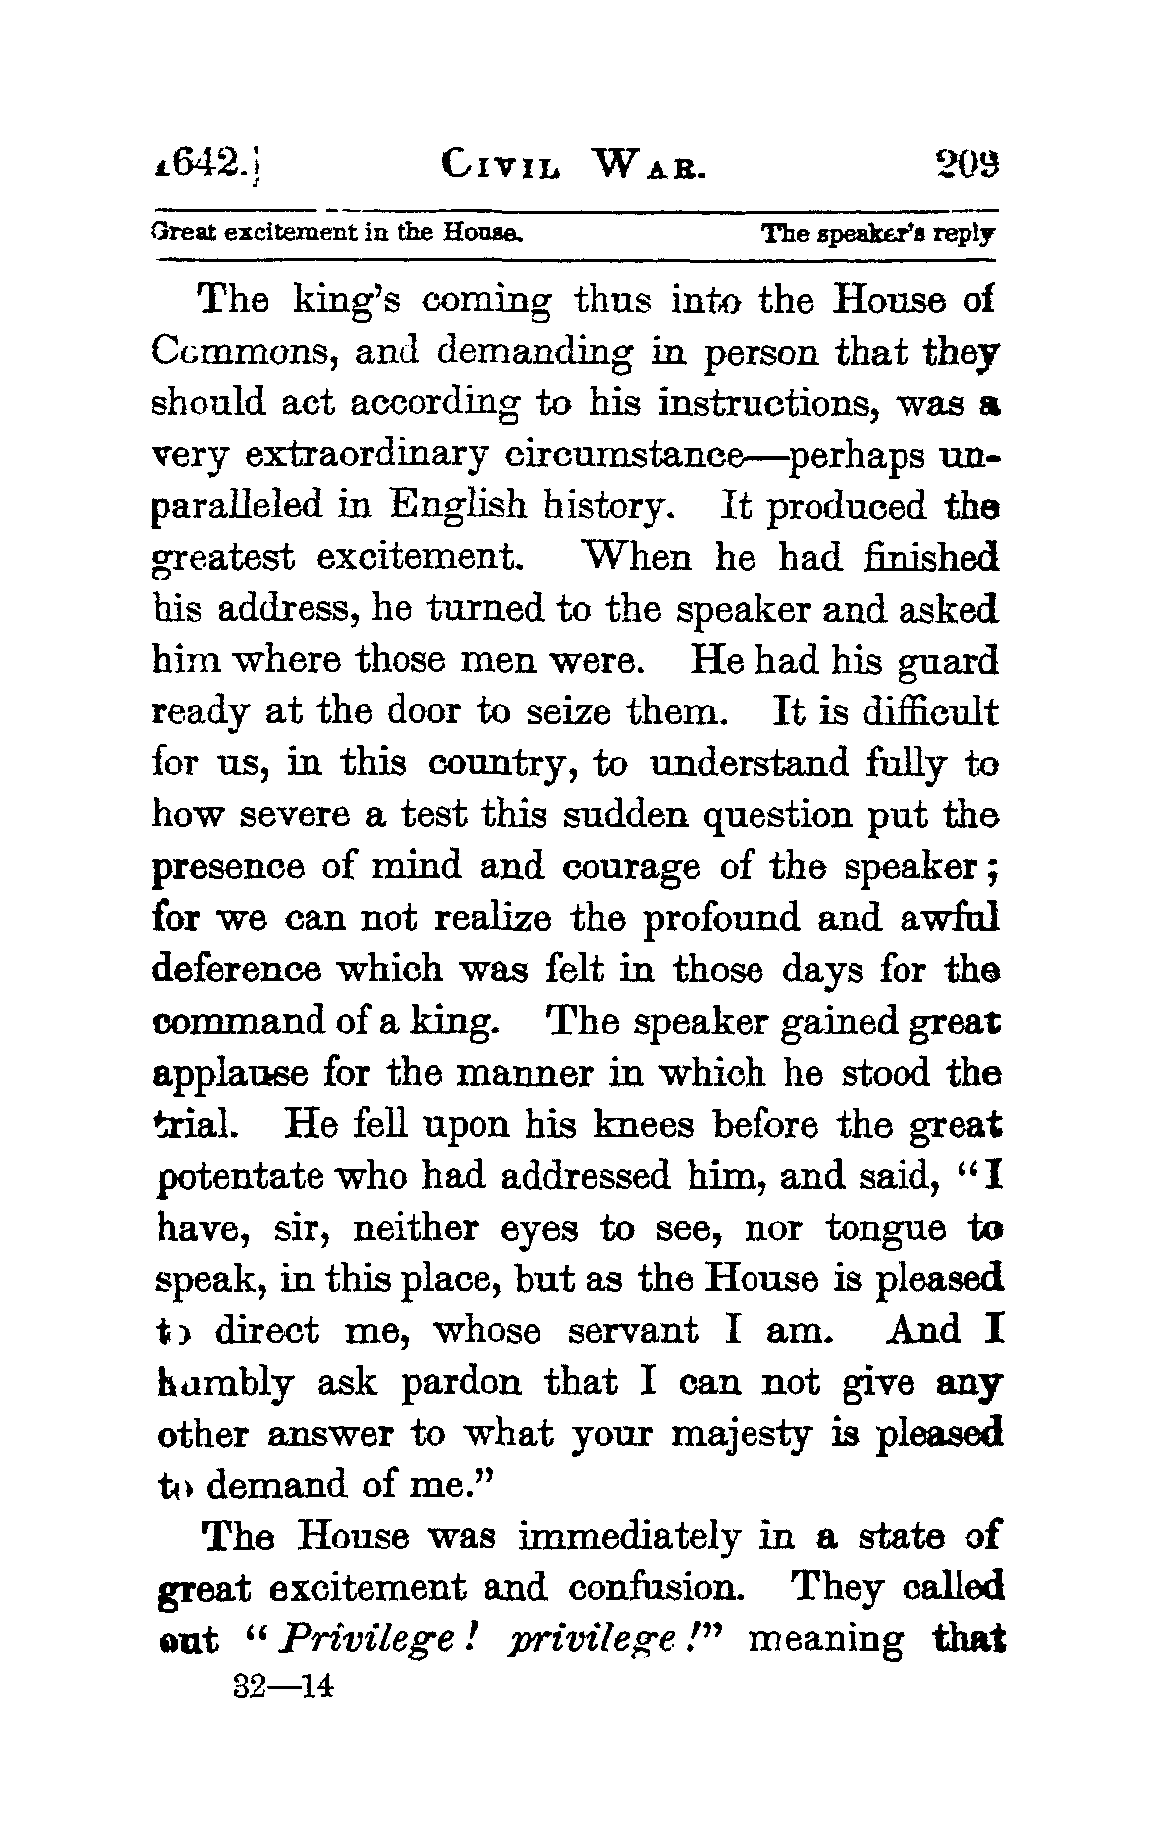 1642.] CIVIL WAR. 209
Great excitement in the House. The speaker's reply
The king's coming thus into the House of
Commons, and demanding in person that they
should act according to his instructions, was a
very extraordinary circumstance—perhaps un-
paralleled in English history. It produced the
greatest excitement. When he had finished
his address, he turned to the speaker and asked
him where those men were. He had his guard
ready at the door to seize them. It is difficult
for us, in this country, to understand fully to
how severe a test this sudden question put the
presence of mind and courage of the speaker;
for we can not realize the profound and awful
deference which was felt in those days for the
command of a king. The speaker gained great
applause for the manner in which he stood the
trial. He fell upon his knees before the great
potentate who had addressed him, and said, "I
have, sir, neither eyes to see, nor tongue to
speak, in this place, but as the House is pleased
to direct me, whose servant I am. And I
humbly ask pardon that I can not give any
other answer to what your majesty is pleased
to demand of me."
The House was immediately in a state of
great excitement and confusion. They called
out "Privilege! privilege!" meaning that
32—14